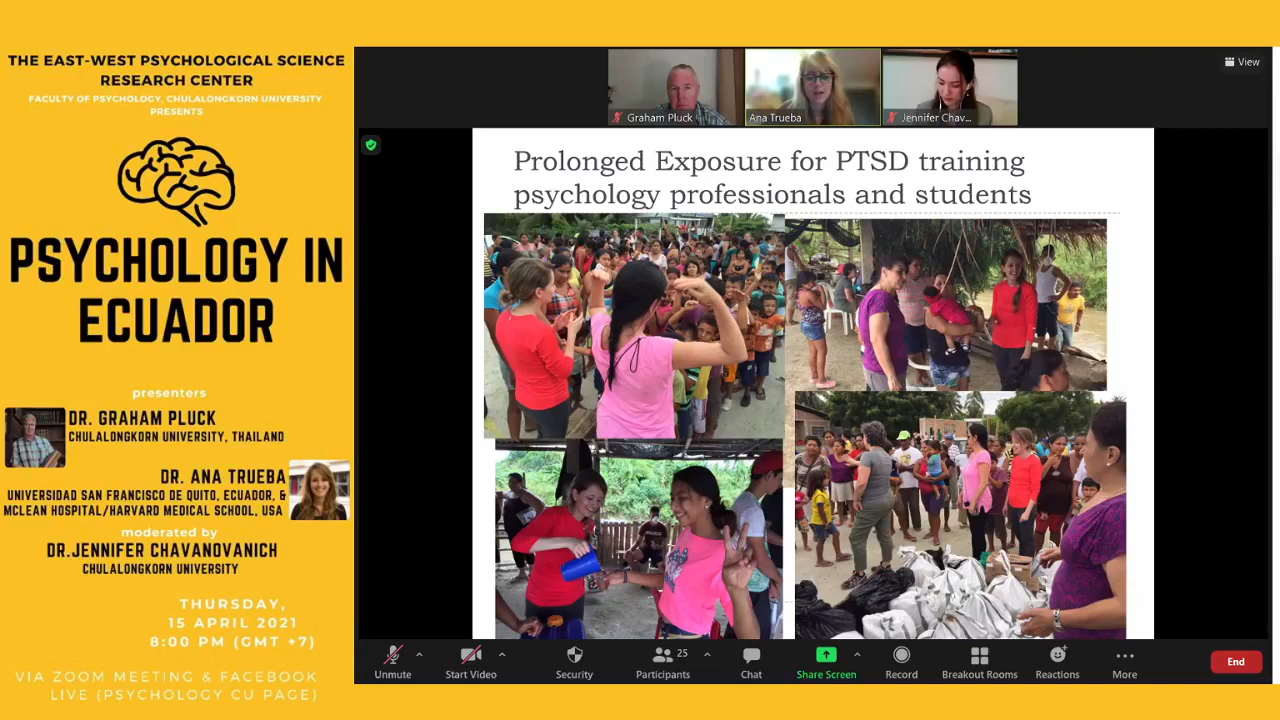 THE EAST-WEST PSYCHOLOGICAL SCIENCE
RESEARCH CENTER
FACULTY OF PSYCHOLOGY, CHULALONGKORN UNIVERSITY
PRESENTS
PSYCHOLOGY IN
ECUADOR
presenters
DR. GRAHAM PLUCK
CHULALONGKORN UNIVERSITY, THAILAND
DR. ANA TRUEBA
UNIVERSIDAD SAN FRANCISCO DE QUITO, ECUADOR, &
MCLEAN HOSPITAL/HARVARD MEDICAL SCHOOL, USA
moderated by
DR.JENNIFER CHAVANOVANICH
CHULALONGKORN UNIVERSITY
THURSDAY,
15 APRIL 2021
8:00 PM (GMT +7)
VIA ZOOM MEETING & FACEBOOK
LIVE (PSYCHOLOGY CU PAGE)
Graham Pluck
Ana Trueba
Jennifer Chav...
View
Prolonged Exposure for PTSD training
psychology professionals and students
Unmute
Start Video
Security
Participants
25
Chat
Share Screen
Record
Breakout Rooms
Reactions
More
End